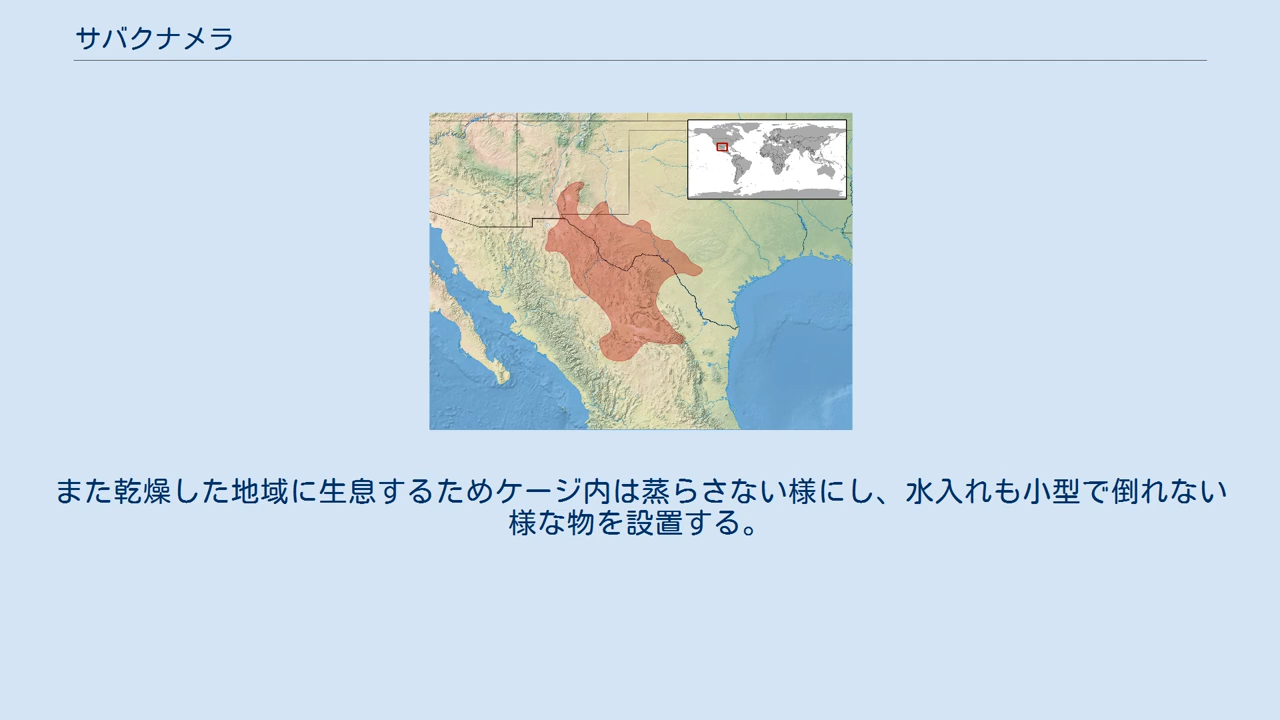 サバクナメラ
また乾燥した地域に生息するためケージ内は蒸らさない様にし、水入れも小型で倒れない
様な物を設置する。